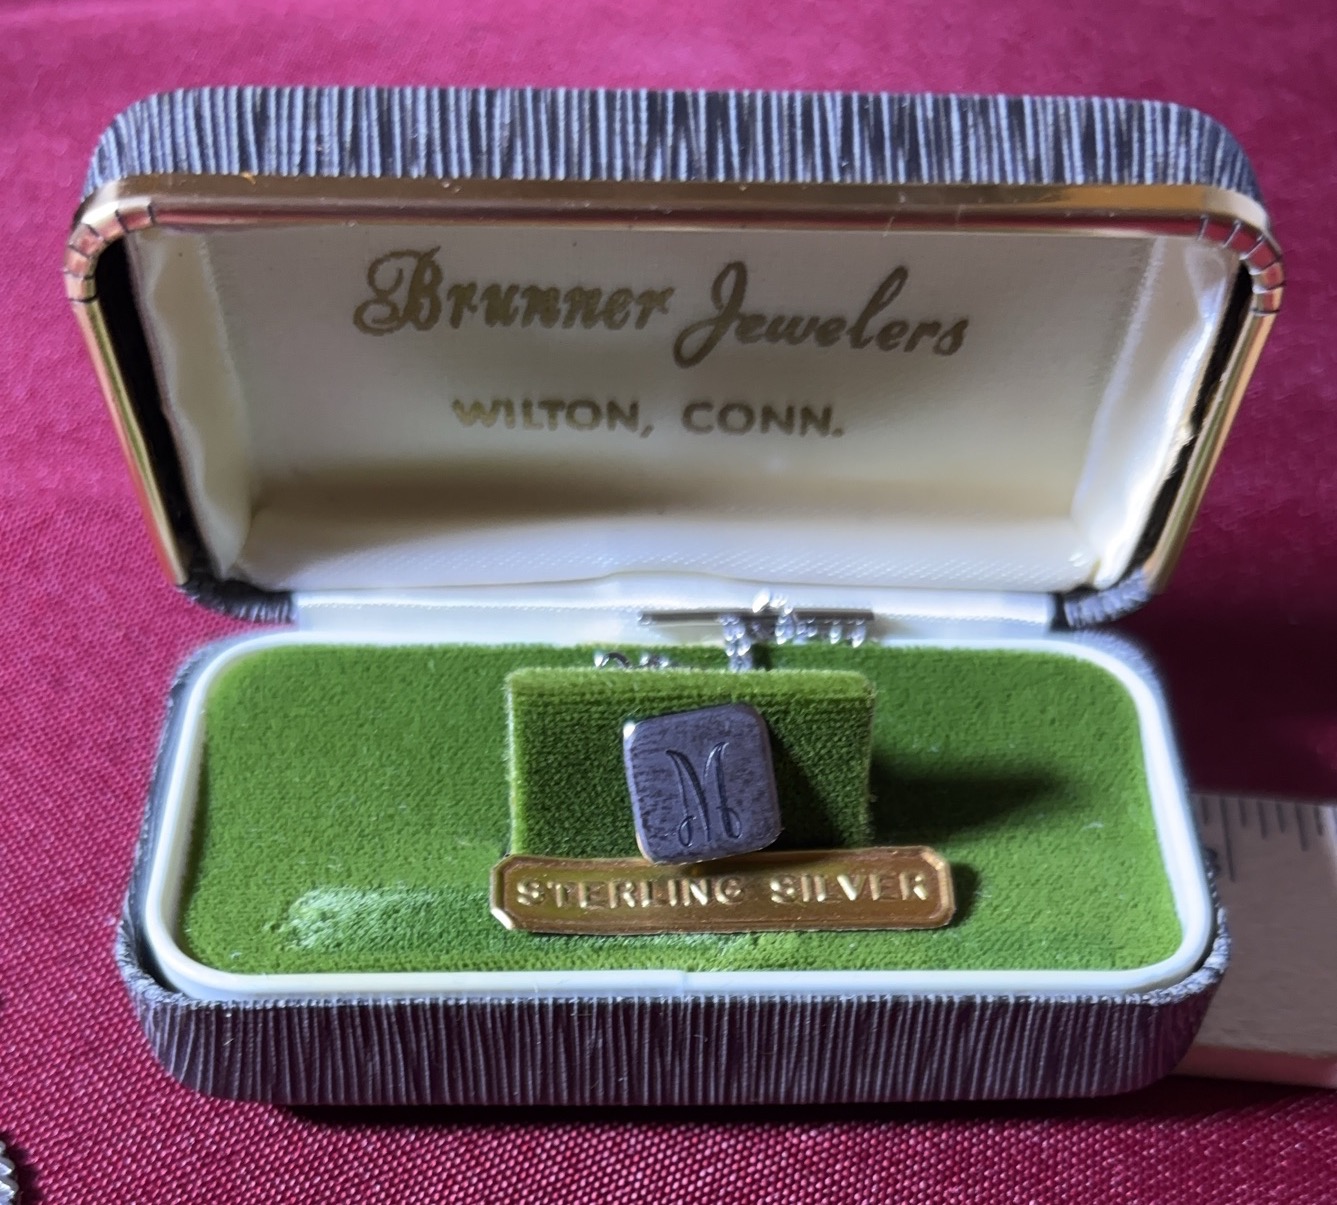 Brunner Jewelers
WILTON, CONN.
M
STERLING SILVER